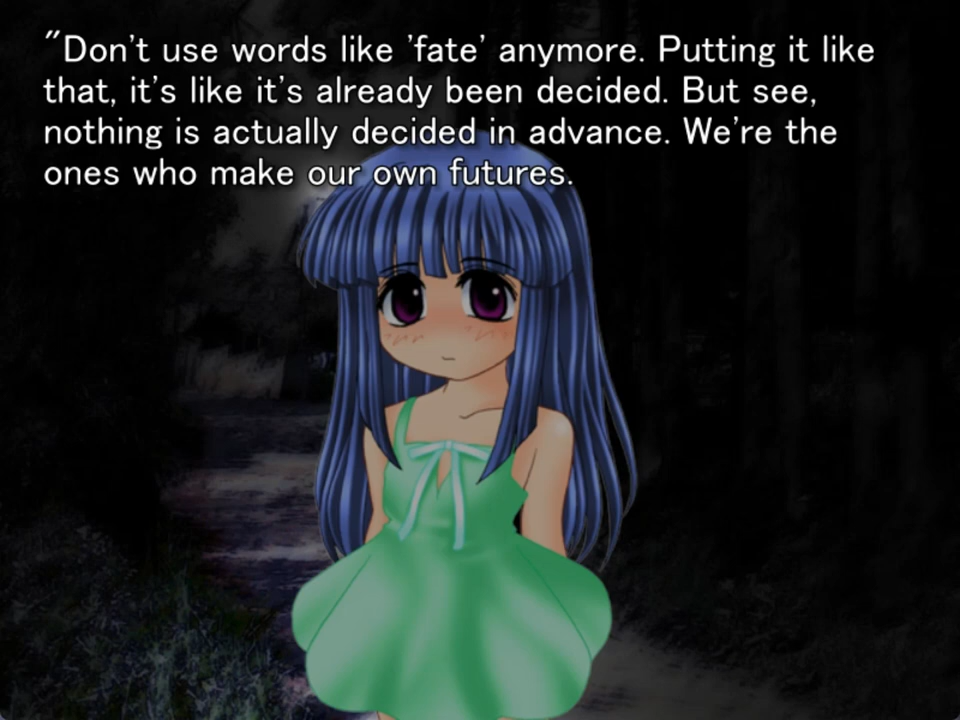 "Don't use words like 'fate' anymore. Putting it like
that, it's like it's already been decided. But see,
nothing is actually decided in advance. We're the
ones who make our own futures.